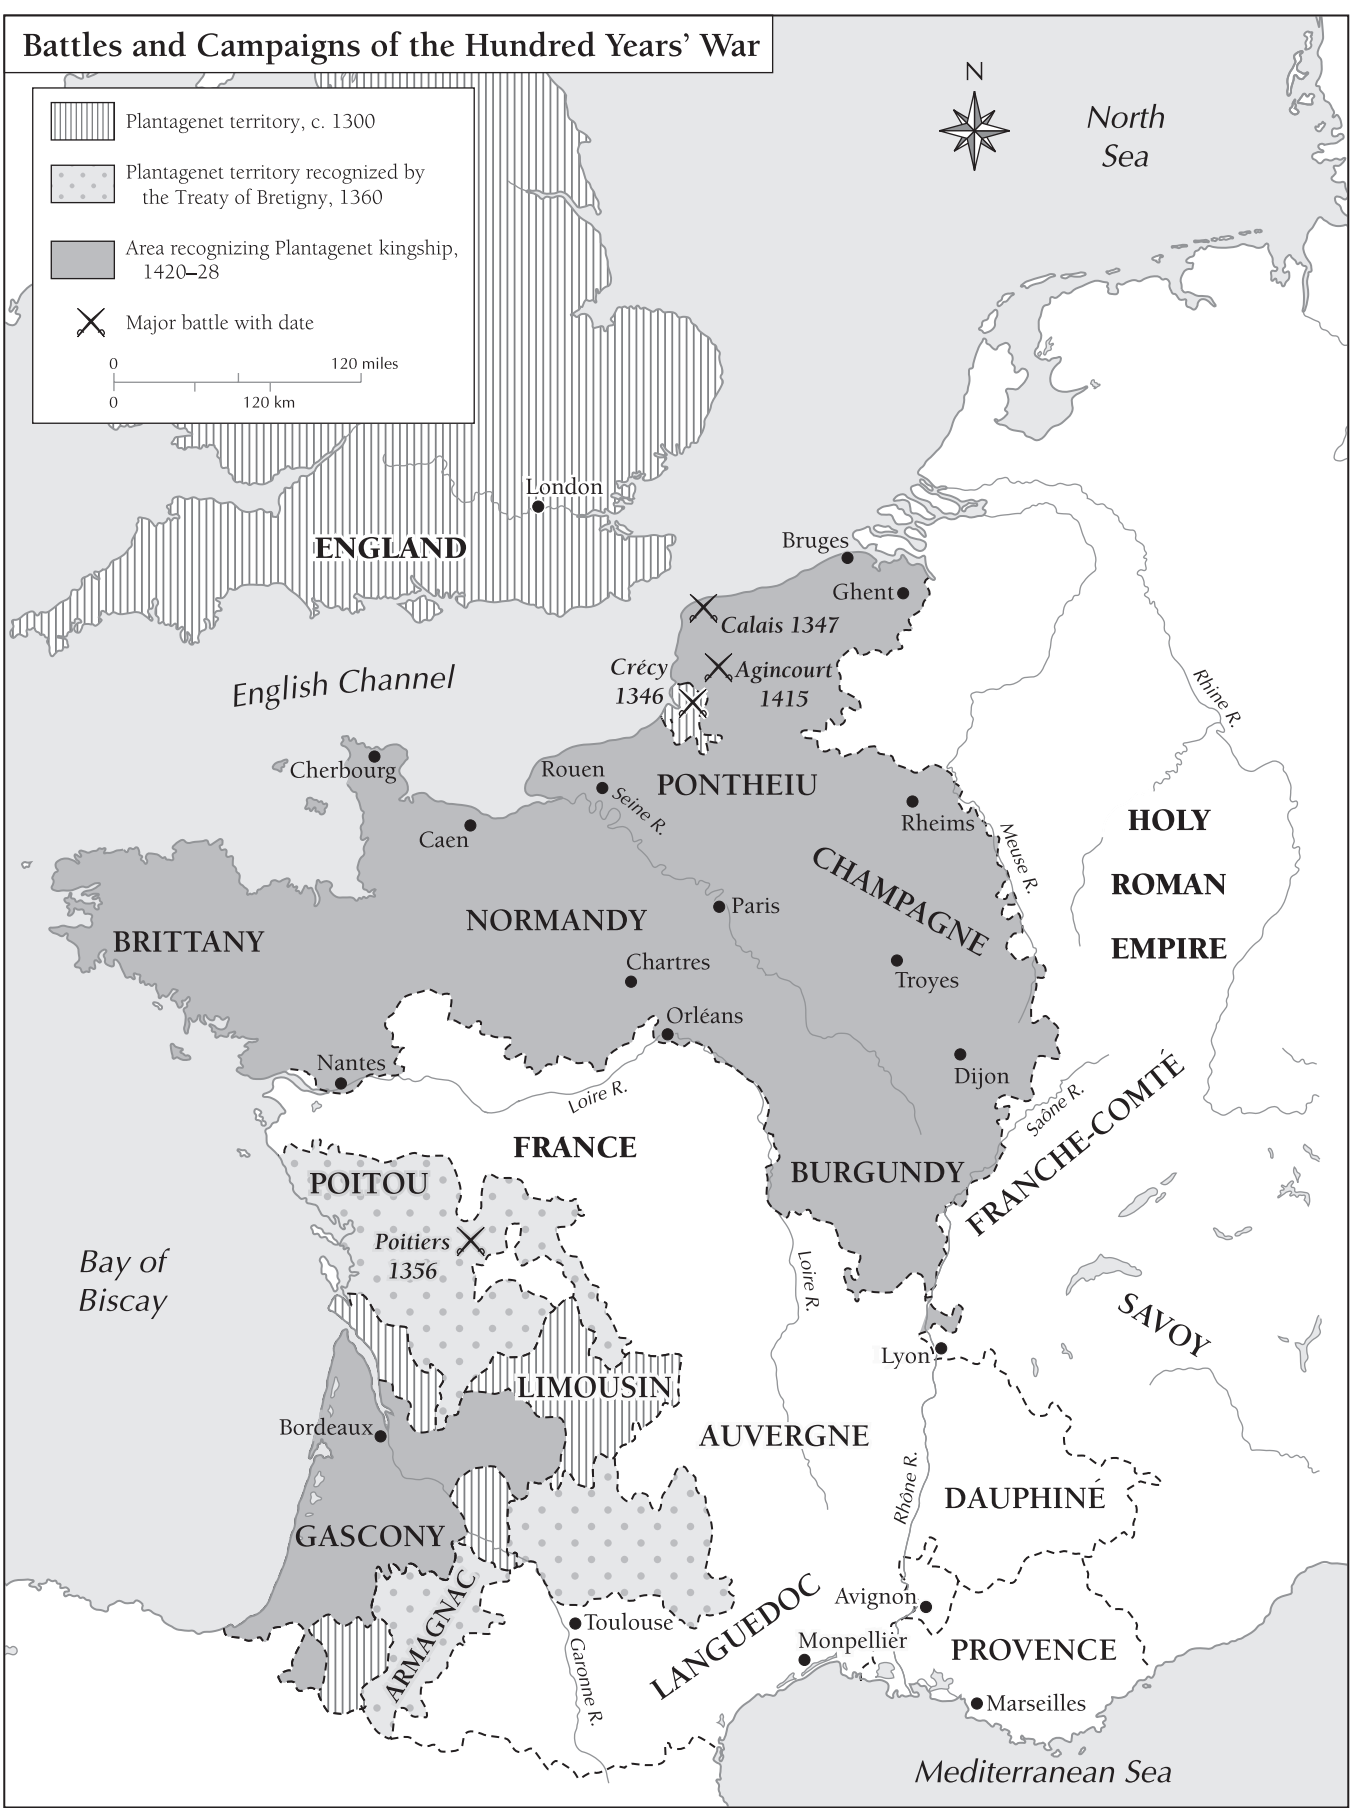 Battles and Campaigns of the Hundred Years’ War
Plantagenet territory, c. 1300
Plantagenet territory recognized by
the Treaty of Bretigny, 1360
Area recognizing Plantagenet kingship,
1420–28
Major battle with date
0
120 miles
0
120 km
N
North
Sea
London
ENGLAND
Bruges
Ghent
Calais 1347
Crécy
1346
Agincourt
1415
English Channel
Rhine R.
Cherbourg
Rouen
Seine R.
PONTHEIU
Caen
Rheims
Meuse R.
HOLY
ROMAN
EMPIRE
CHAMPAGNE
BRITTANY
NORMANDY
Paris
Chartres
Troyes
Orléans
Nantes
Dijon
Loire R.
Saône R.
FRANCHE-COMTÉ
FRANCE
POITOU
BURGUNDY
Poitiers
1356
Bay of
Biscay
Loire R.
SAVOY
Lyon
LIMOUSIN
Bordeaux
AUVERGNE
Rhône R.
DAUPHINÉ
GASCONY
ARMAGNAC
Toulouse
Garonne R.
LANGUEDOC
Avignon
Monpellier
PROVENCE
Marseilles
Mediterranean Sea